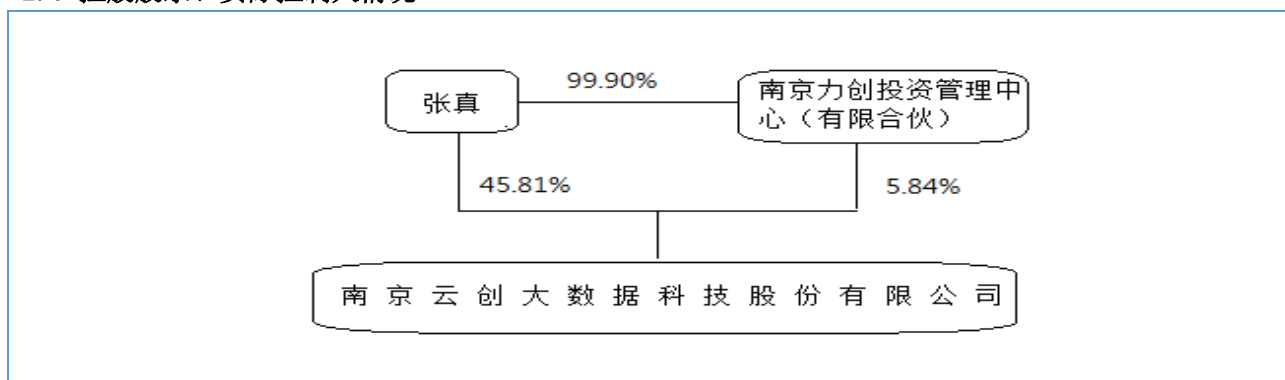 张真
99.90%
南京力创投资管理中
心（有限合伙）
45.81%
5.84%
南京云创大数据科技股份有限公司